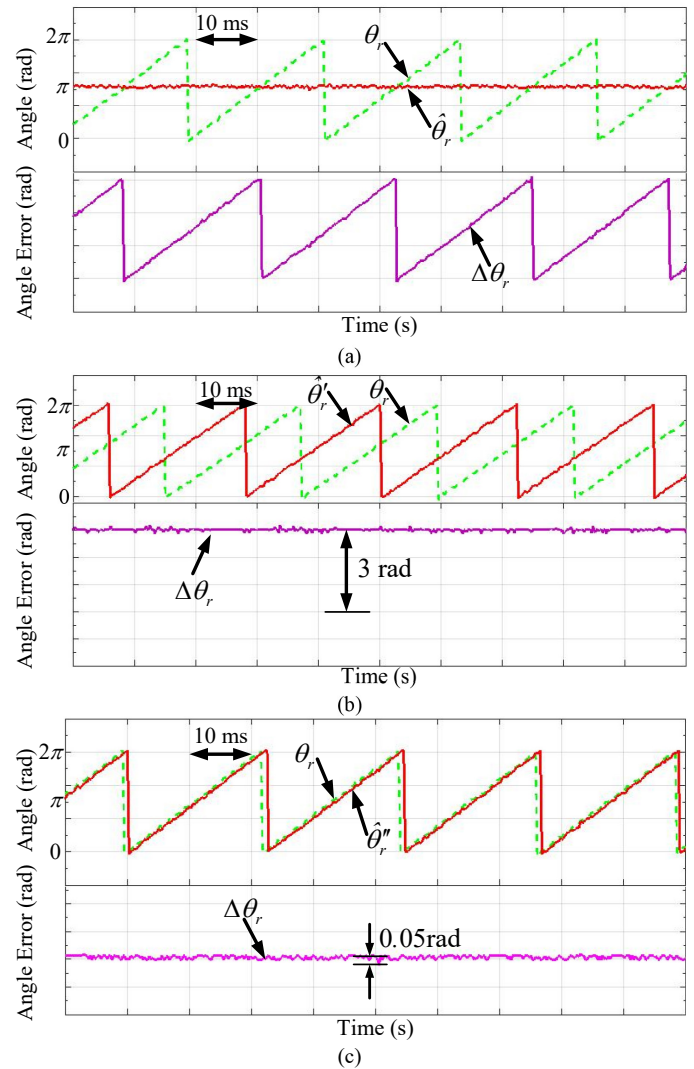 10 ms
2π
π
0
Angle (rad)
θr
θ̂r
Angle Error (rad)
Δθr
Time (s)
(a)
10 ms
2π
π
0
Angle (rad)
θ̂′r
θr
Angle Error (rad)
Δθr
3 rad
Time (s)
(b)
10 ms
2π
π
0
Angle (rad)
θr
θ̂″r
Angle Error (rad)
Δθr
0.05rad
Time (s)
(c)